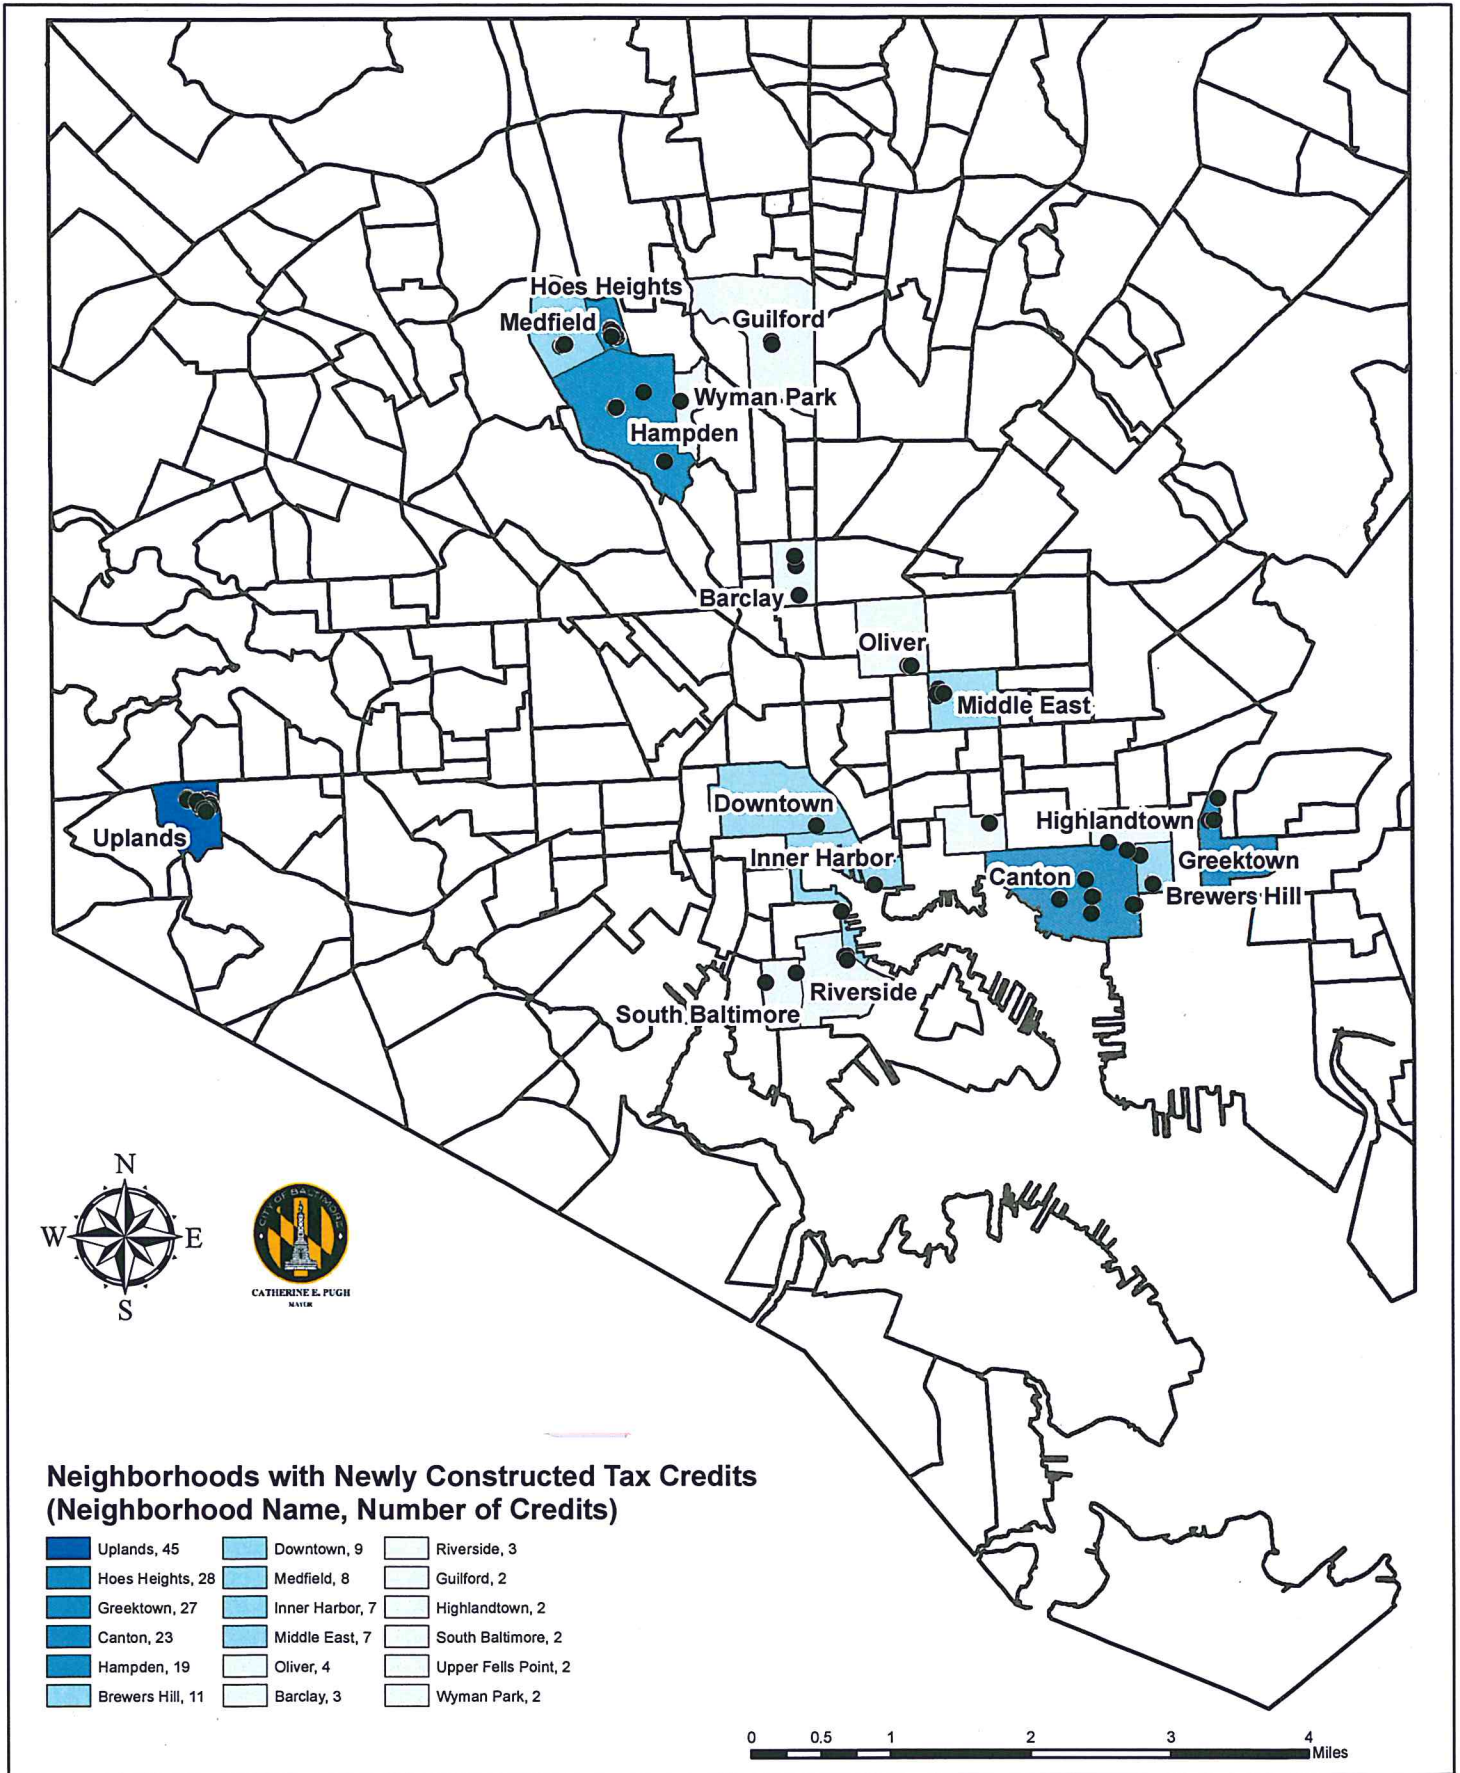 Hoes Heights
Medfield
Guilford
Wyman Park
Hampden
Barclay
Oliver
Middle East
Downtown
Highlandtown
Uplands
Inner Harbor
Greektown
Canton
Brewers Hill
Riverside
South Baltimore
N
W
E
S
CITY OF BALTIMORE
CATHERINE E. PUGH
MAYOR
Neighborhoods with Newly Constructed Tax Credits
(Neighborhood Name, Number of Credits)
Uplands, 45
Hoes Heights, 28
Greektown, 27
Canton, 23
Hampden, 19
Brewers Hill, 11
Downtown, 9
Medfield, 8
Inner Harbor, 7
Middle East, 7
Oliver, 4
Barclay, 3
Riverside, 3
Guilford, 2
Highlandtown, 2
South Baltimore, 2
Upper Fells Point, 2
Wyman Park, 2
0 0.5 1 2 3 4
Miles